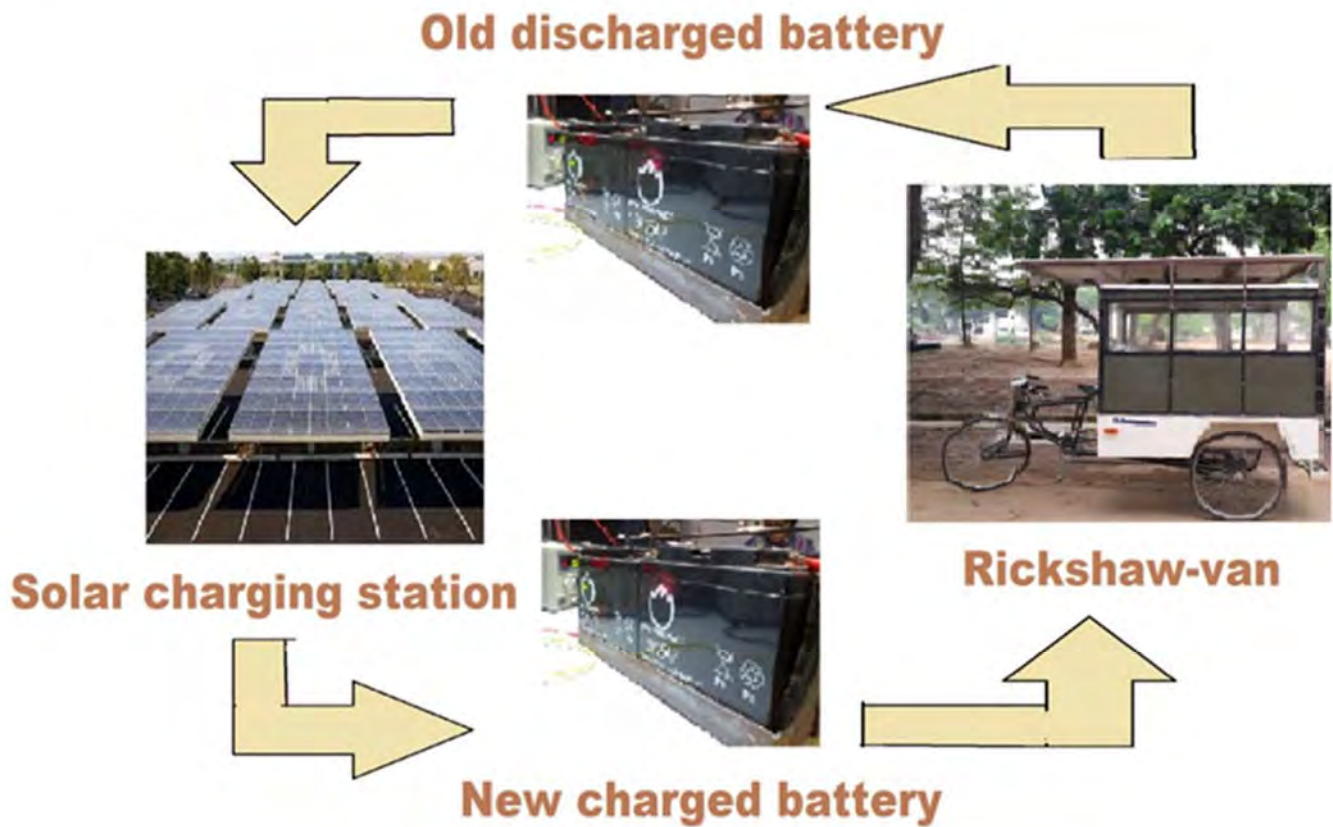 Old discharged battery
Solar charging station
Rickshaw-van
New charged battery